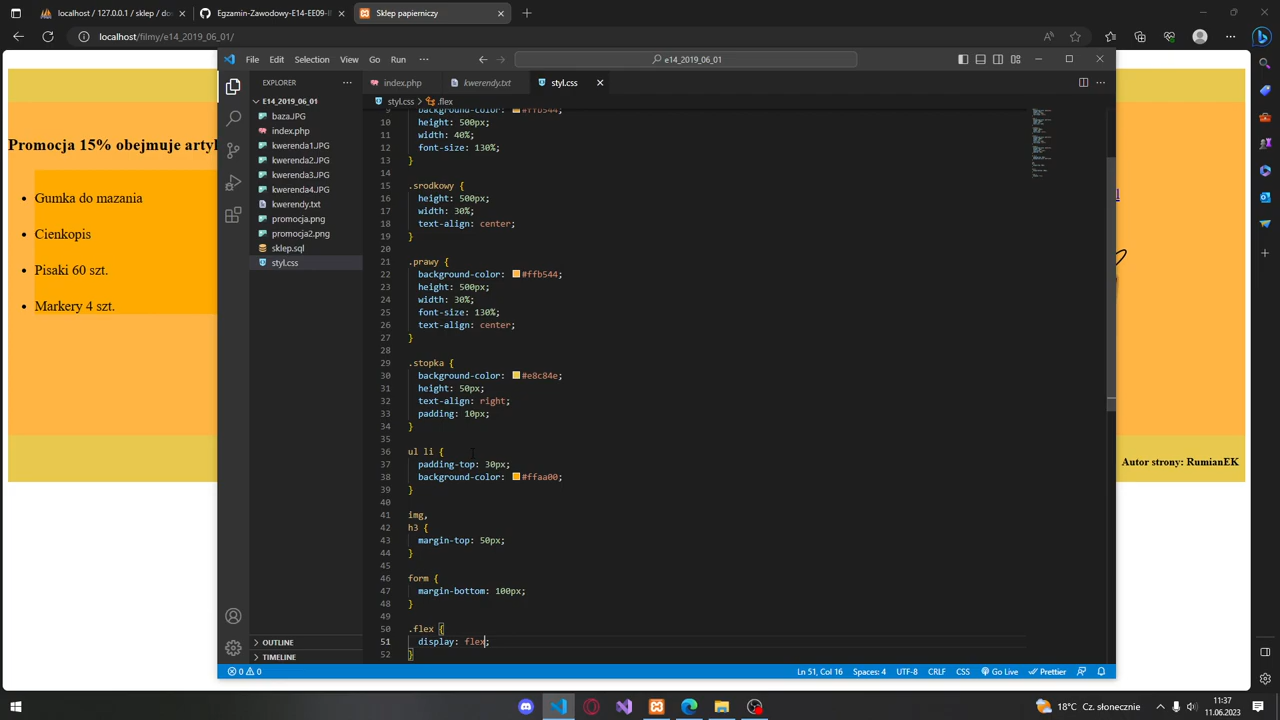 localhost / 127.0.0.1 / sklep / do
Egzamin-Zawodowy-E14-EE09-I
Sklep papierniczy
localhost/filmy/e14_2019_06_01/
File Edit Selection View Go Run
e14_2019_06_01
EXPLORER
index.php
kwerendy.txt
styl.css
E14_2019_06_01
styl.css > .flex
baza.JPG
index.php
kwerenda1.JPG
kwerenda2.JPG
kwerenda3.JPG
kwerenda4.JPG
kwerendy.txt
promocja.png
promocja2.png
sklep.sql
styl.css
OUTLINE
TIMELINE
9 background-color: #ffb544;
10 height: 500px;
11 width: 40%;
12 font-size: 130%;
13 }
14
15 .srodkowy {
16 height: 500px;
17 width: 30%;
18 text-align: center;
19 }
20
21 .prawy {
22 background-color: #ffb544;
23 height: 500px;
24 width: 30%;
25 font-size: 130%;
26 text-align: center;
27 }
28
29 .stopka {
30 background-color: #e8c84e;
31 height: 50px;
32 text-align: right;
33 padding: 10px;
34 }
35
36 ul li {
37 padding-top: 30px;
38 background-color: #ffaa00;
39 }
40
41 img,
42 h3 {
43 margin-top: 50px;
44 }
45
46 form {
47 margin-bottom: 100px;
48 }
49
50 .flex {
51 display: flex;
52 }
Promocja 15% obejmuje artyk
• Gumka do mazania
• Cienkopis
• Pisaki 60 szt.
• Markery 4 szt.
Autor strony: RumianEK
0 0
Ln 51, Col 16
Spaces: 4
UTF-8
CRLF
CSS
Go Live
Prettier
18°C Cz. słonecznie
11:37
11.06.2023